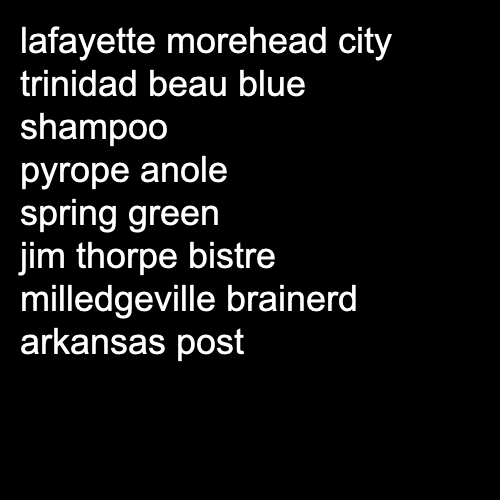 lafayette morehead city
trinidad beau blue
shampoo
pyrope anole
spring green
jim thorpe bistre
milledgeville brainerd
arkansas post